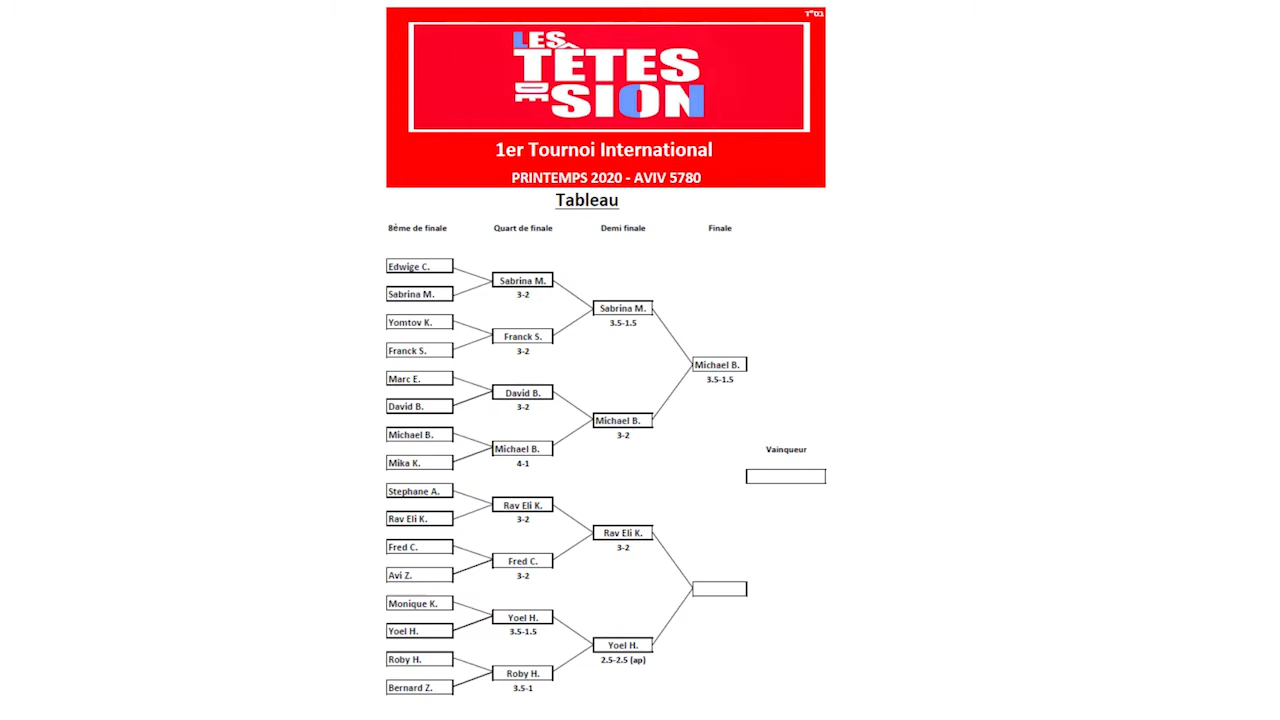 בס"ד
LES
TÊTES
DE SION
1er Tournoi International
PRINTEMPS 2020 - AVIV 5780
Tableau
8ème de finale Quart de finale Demi finale Finale
Edwige C.
Sabrina M.
3-2
Sabrina M.
Sabrina M.
3.5-1.5
Yomtov K.
Franck S.
3-2
Franck S.
Michael B.
3.5-1.5
Marc E.
David B.
3-2
David B.
Michael B.
3-2
Michael B.
Michael B.
4-1
Mika K.
Vainqueur
Stephane A.
Rav Eli K.
3-2
Rav Eli K.
Rav Eli K.
3-2
Fred C.
Fred C.
3-2
Avi Z.
Monique K.
Yoel H.
3.5-1.5
Yoel H.
Yoel H.
2.5-2.5 (ap)
Roby H.
Roby H.
3.5-1
Bernard Z.